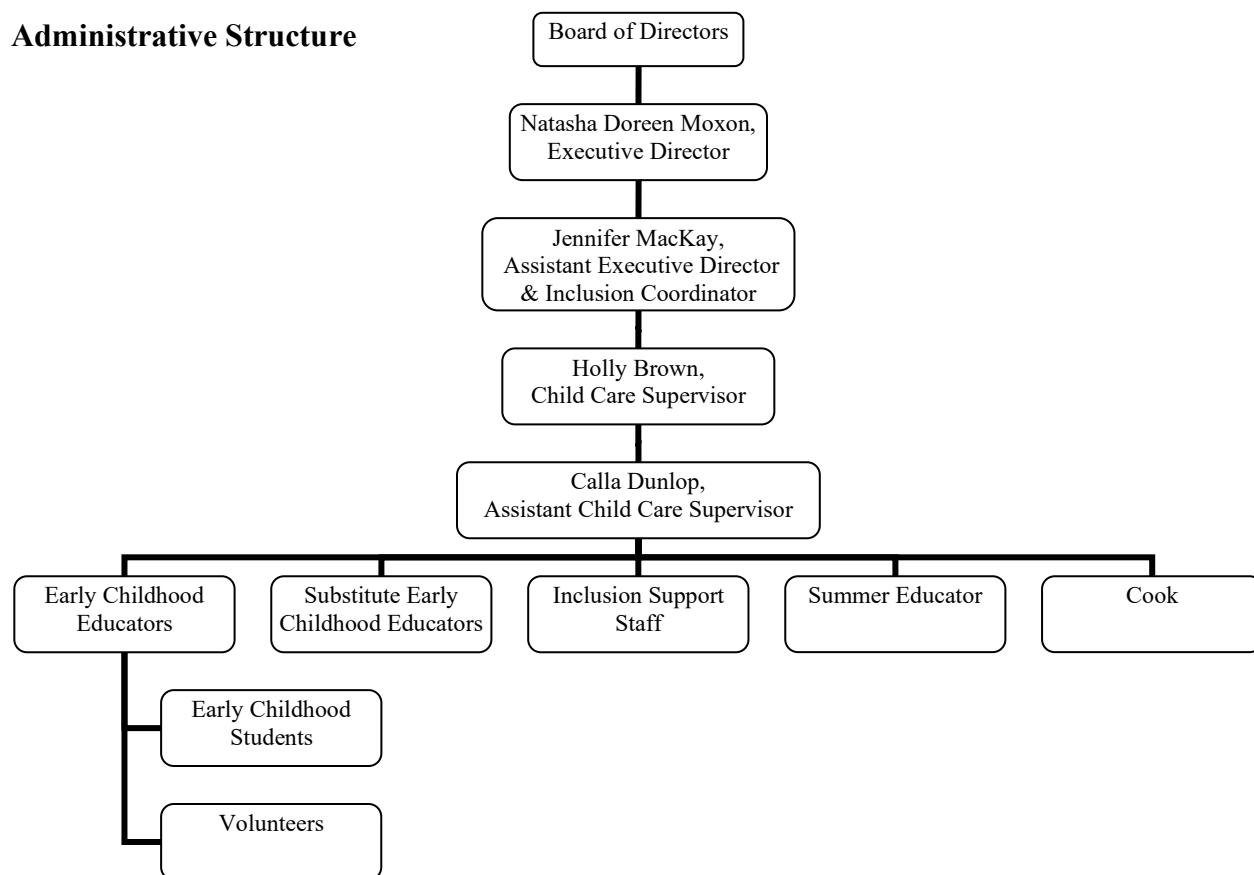 Administrative Structure
Board of Directors
Natasha Doreen Moxon,
Executive Director
Jennifer MacKay,
Assistant Executive Director
& Inclusion Coordinator
Holly Brown,
Child Care Supervisor
Calla Dunlop,
Assistant Child Care Supervisor
Early Childhood
Educators
Substitute Early
Childhood Educators
Inclusion Support
Staff
Summer Educator
Cook
Early Childhood
Students
Volunteers